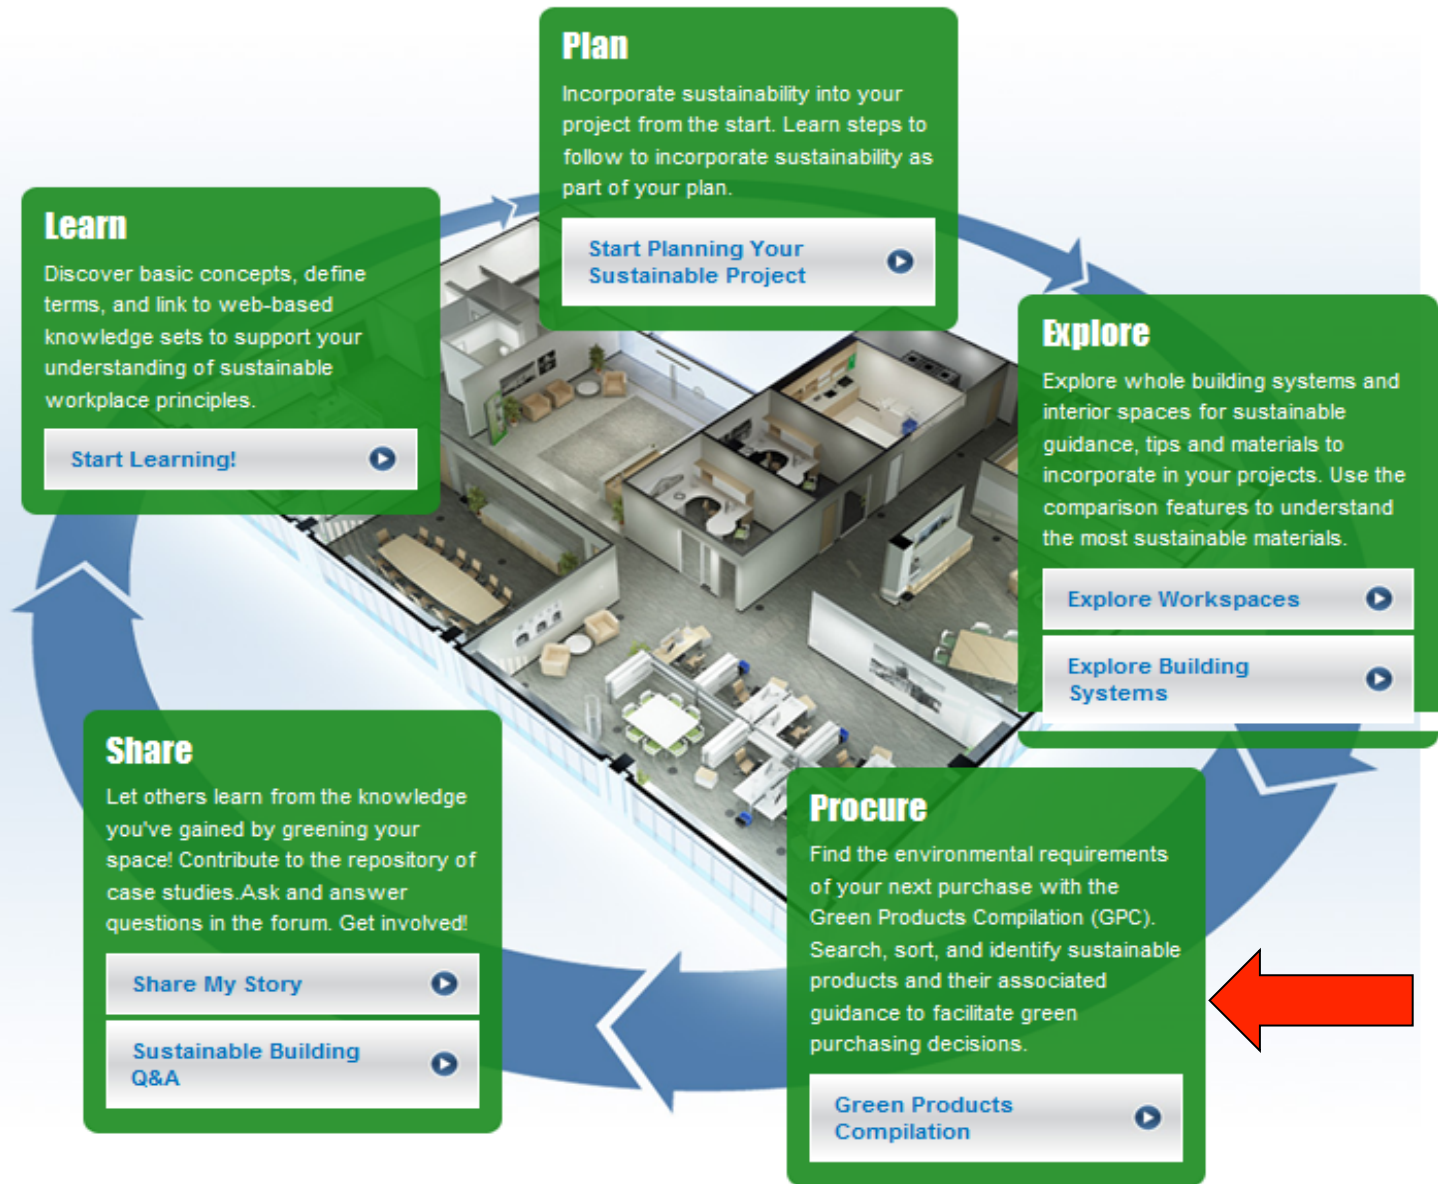 Plan
Incorporate sustainability into your
project from the start. Learn steps to
follow to incorporate sustainability as
part of your plan.
Start Planning Your
Sustainable Project
Learn
Discover basic concepts, define
terms, and link to web-based
knowledge sets to support your
understanding of sustainable
workplace principles.
Start Learning!
Explore
Explore whole building systems and
interior spaces for sustainable
guidance, tips and materials to
incorporate in your projects. Use the
comparison features to understand
the most sustainable materials.
Explore Workspaces
Explore Building
Systems
Share
Let others learn from the knowledge
you've gained by greening your
space! Contribute to the repository of
case studies.Ask and answer
questions in the forum. Get involved!
Share My Story
Sustainable Building
Q&A
Procure
Find the environmental requirements
of your next purchase with the
Green Products Compilation (GPC).
Search, sort, and identify sustainable
products and their associated
guidance to facilitate green
purchasing decisions.
Green Products
Compilation